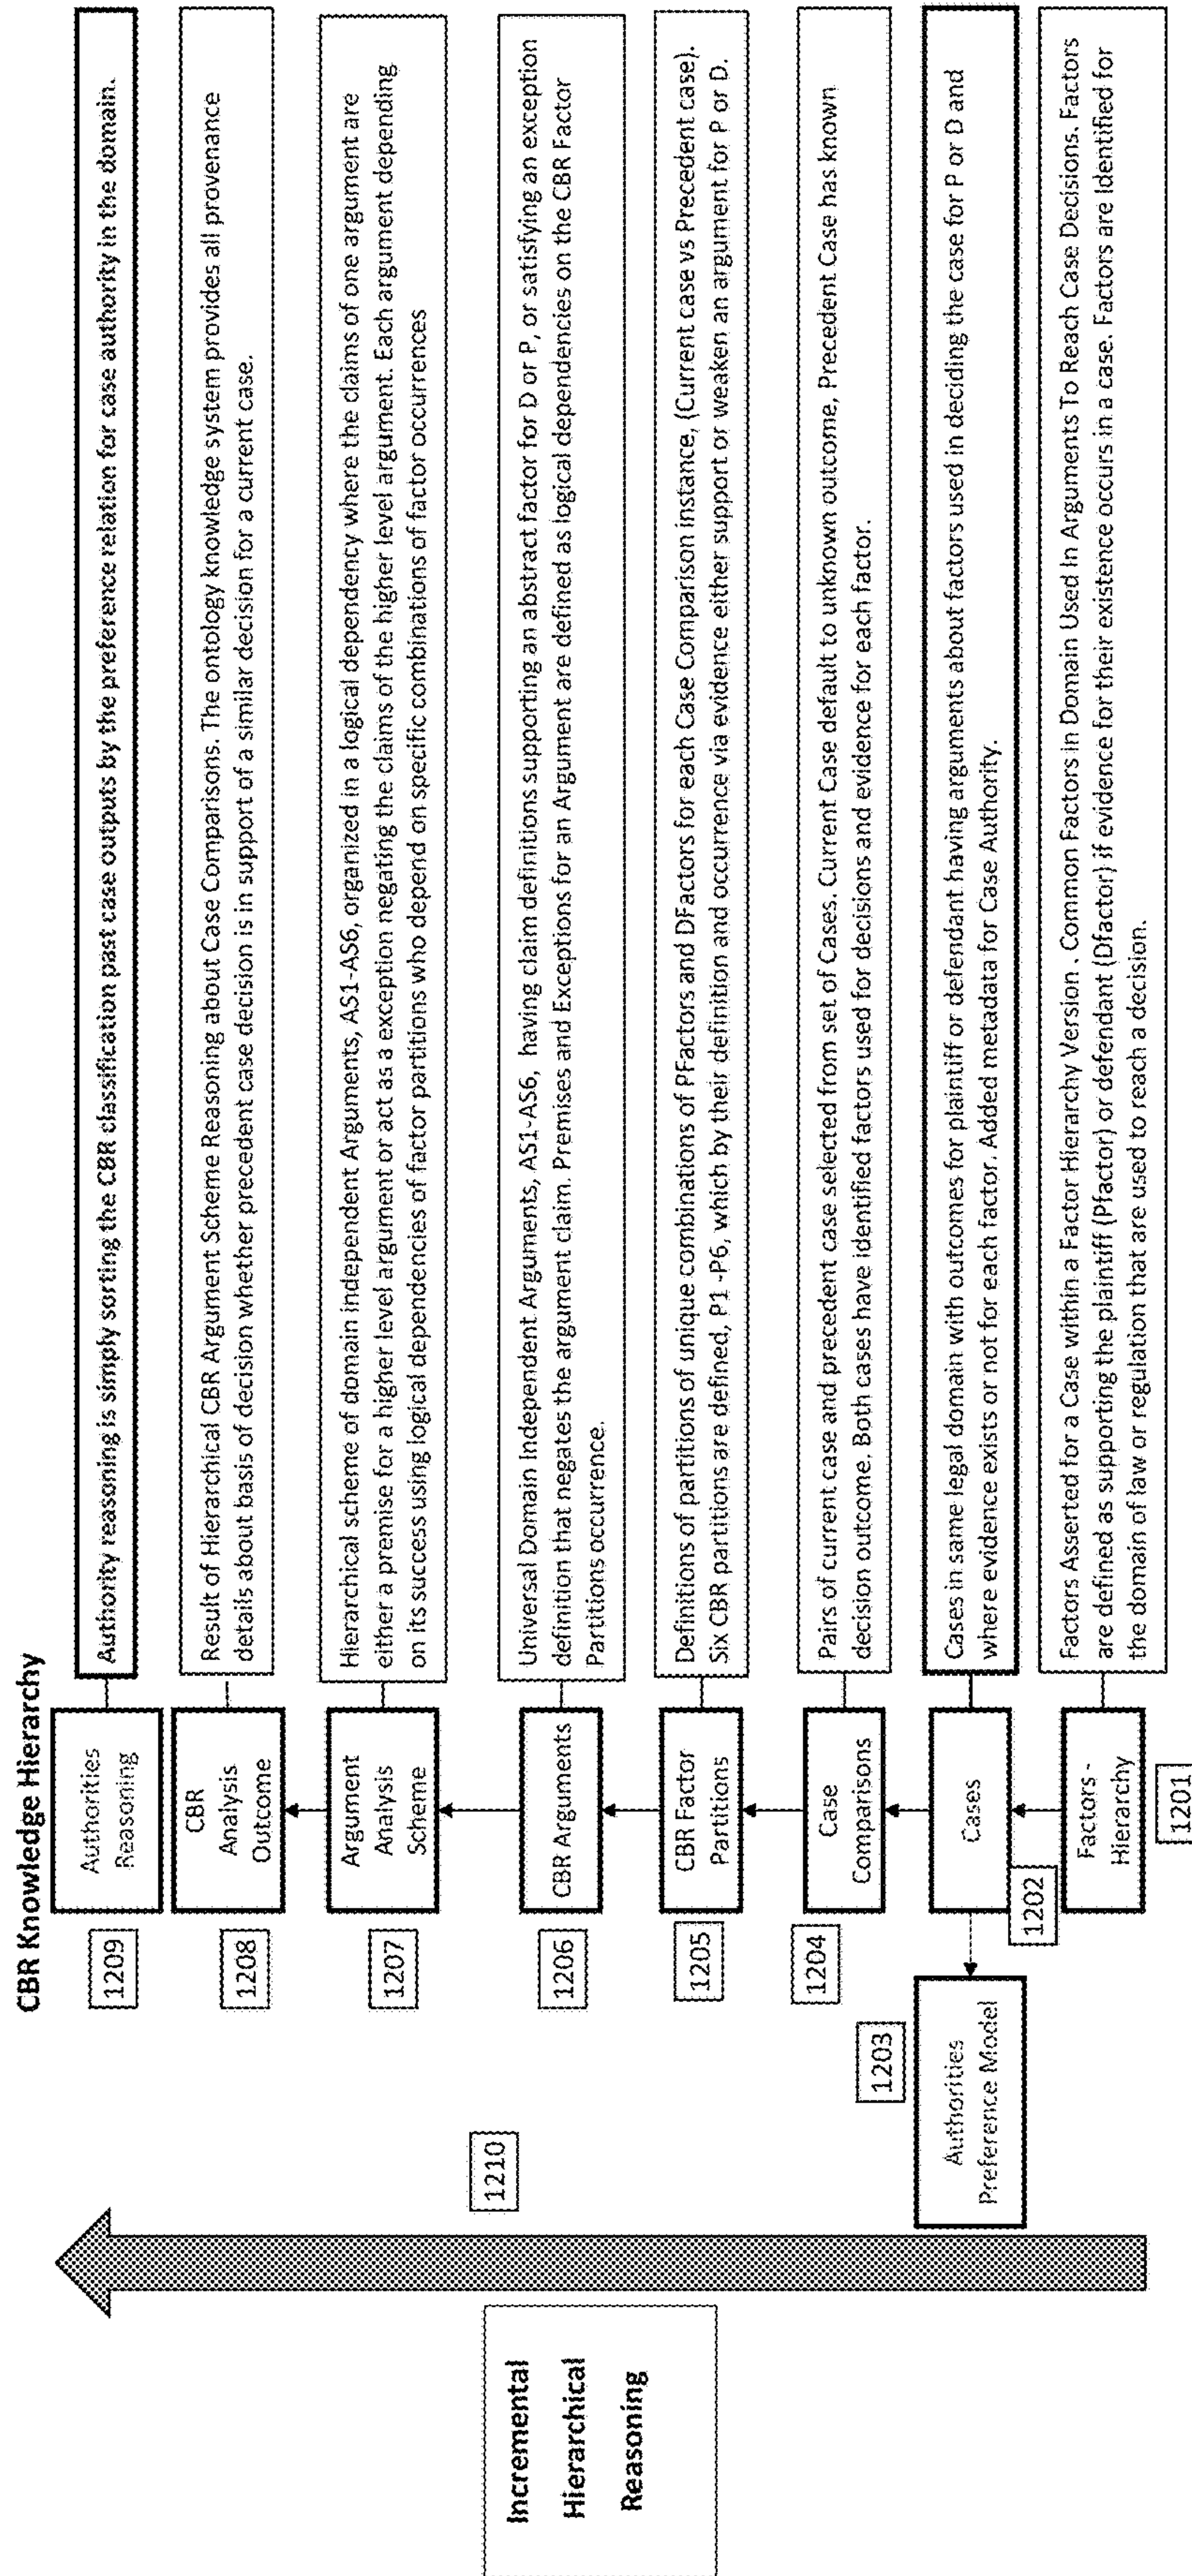 CBR Knowledge Hierarchy
Incremental
Hierarchical
Reasoning
1210
1209
Authorities
Reasoning
Authority reasoning is simply sorting the CBR classification past case outputs by the preference relation for case authority in the domain.
1208
CBR
Analysis
Outcome
Result of Hierarchical CBR Argument Scheme Reasoning about Case Comparisons. The ontology knowledge system provides all provenance
details about basis of decision whether precedent case decision is in support of a similar decision for a current case.
1207
Argument
Analysis
Scheme
Hierarchical scheme of domain independent Arguments, AS1-AS6, organized in a logical dependency where the claims of one argument are
either a premise for a higher level argument or act as a exception negating the claims of the higher level argument. Each argument depending
on its success using logical dependencies of factor partitions who depend on specific combinations of factor occurrences
1206
CBR Arguments
Universal Domain Independent Arguments, AS1-AS6, having claim definitions supporting an abstract factor for D or P, or satisfying an exception
definition that negates the argument claim. Premises and Exceptions for an Argument are defined as logical dependencies on the CBR Factor
Partitions occurrence.
1205
CBR Factor
Partitions
Definitions of partitions of unique combinations of PFactors and DFactors for each Case Comparison instance, (Current case vs Precedent case).
Six CBR partitions are defined, P1 -P6, which by their definition and occurrence via evidence either support or weaken an argument for P or D.
1204
Case
Comparisons
Pairs of current case and precedent case selected from set of Cases. Current Case default to unknown outcome, Precedent Case has known
decision outcome. Both cases have identified factors used for decisions and evidence for each factor.
1203
Authorities
Preference Model
1202
Cases
Cases in same legal domain with outcomes for plaintiff or defendant having arguments about factors used in deciding the case for P or D and
where evidence exists or not for each factor. Added metadata for Case Authority.
Factors -
Hierarchy
1201
Factors Asserted for a Case within a Factor Hierarchy Version . Common Factors in Domain Used In Arguments To Reach Case Decisions. Factors
are defined as supporting the plaintiff (Pfactor) or defendant (Dfactor) if evidence for their existence occurs in a case. Factors are Identified for
the domain of law or regulation that are used to reach a decision.